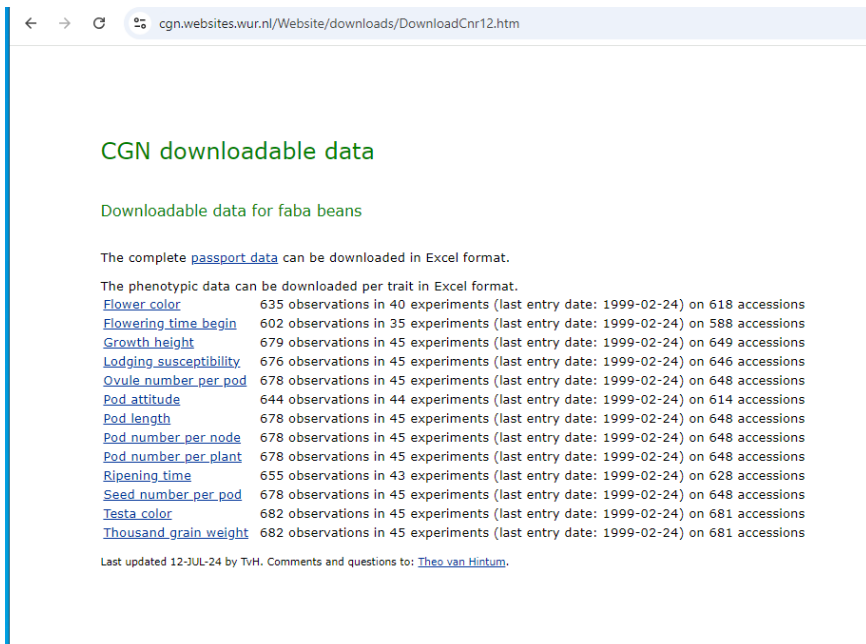 cgn.websites.wur.nl/Website/downloads/DownloadCnr12.htm
CGN downloadable data
Downloadable data for faba beans
The complete passport data can be downloaded in Excel format.
The phenotypic data can be downloaded per trait in Excel format.
Flower color 635 observations in 40 experiments (last entry date: 1999-02-24) on 618 accessions
Flowering time begin 602 observations in 35 experiments (last entry date: 1999-02-24) on 588 accessions
Growth height 679 observations in 45 experiments (last entry date: 1999-02-24) on 649 accessions
Lodging susceptibility 676 observations in 45 experiments (last entry date: 1999-02-24) on 646 accessions
Ovule number per pod 678 observations in 45 experiments (last entry date: 1999-02-24) on 648 accessions
Pod attitude 644 observations in 44 experiments (last entry date: 1999-02-24) on 614 accessions
Pod length 678 observations in 45 experiments (last entry date: 1999-02-24) on 648 accessions
Pod number per node 678 observations in 45 experiments (last entry date: 1999-02-24) on 648 accessions
Pod number per plant 678 observations in 45 experiments (last entry date: 1999-02-24) on 648 accessions
Ripening time 655 observations in 43 experiments (last entry date: 1999-02-24) on 628 accessions
Seed number per pod 678 observations in 45 experiments (last entry date: 1999-02-24) on 648 accessions
Testa color 682 observations in 45 experiments (last entry date: 1999-02-24) on 681 accessions
Thousand grain weight 682 observations in 45 experiments (last entry date: 1999-02-24) on 681 accessions
Last updated 12-JUL-24 by TvH. Comments and questions to: Theo van Hintum.